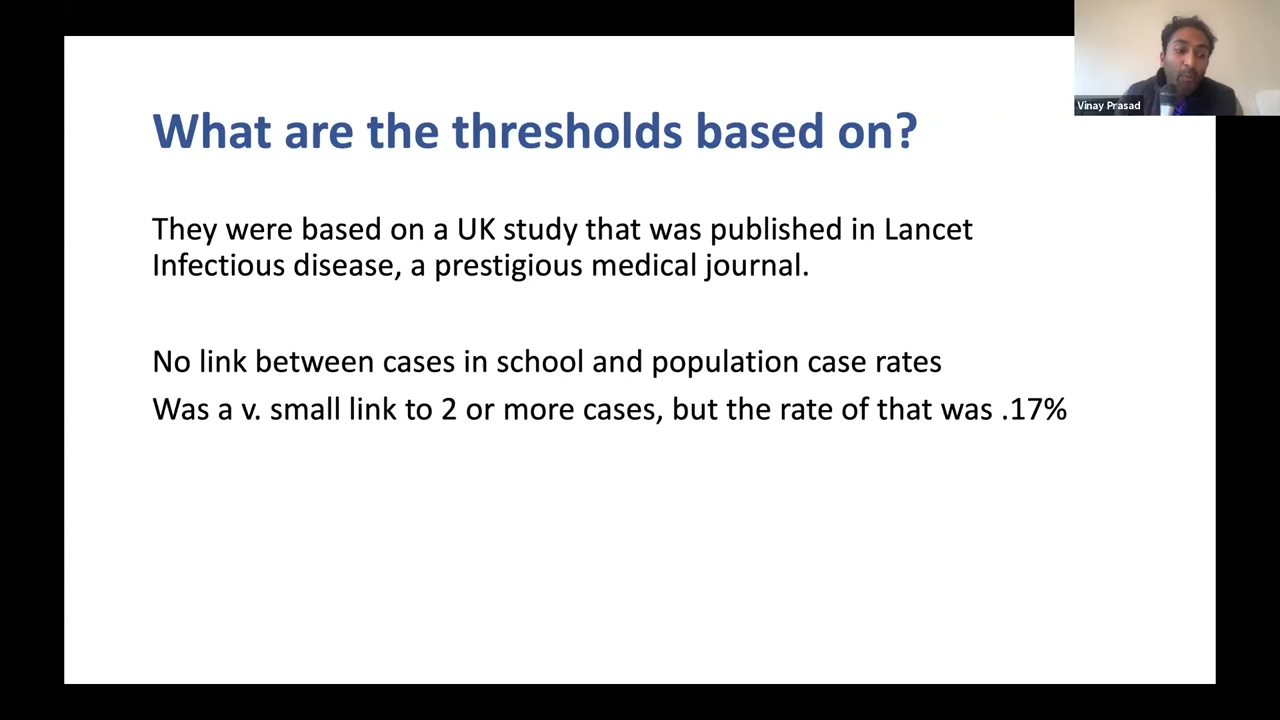 Vinay Prasad
What are the thresholds based on?
They were based on a UK study that was published in Lancet
Infectious disease, a prestigious medical journal.
No link between cases in school and population case rates
Was a v. small link to 2 or more cases, but the rate of that was .17%